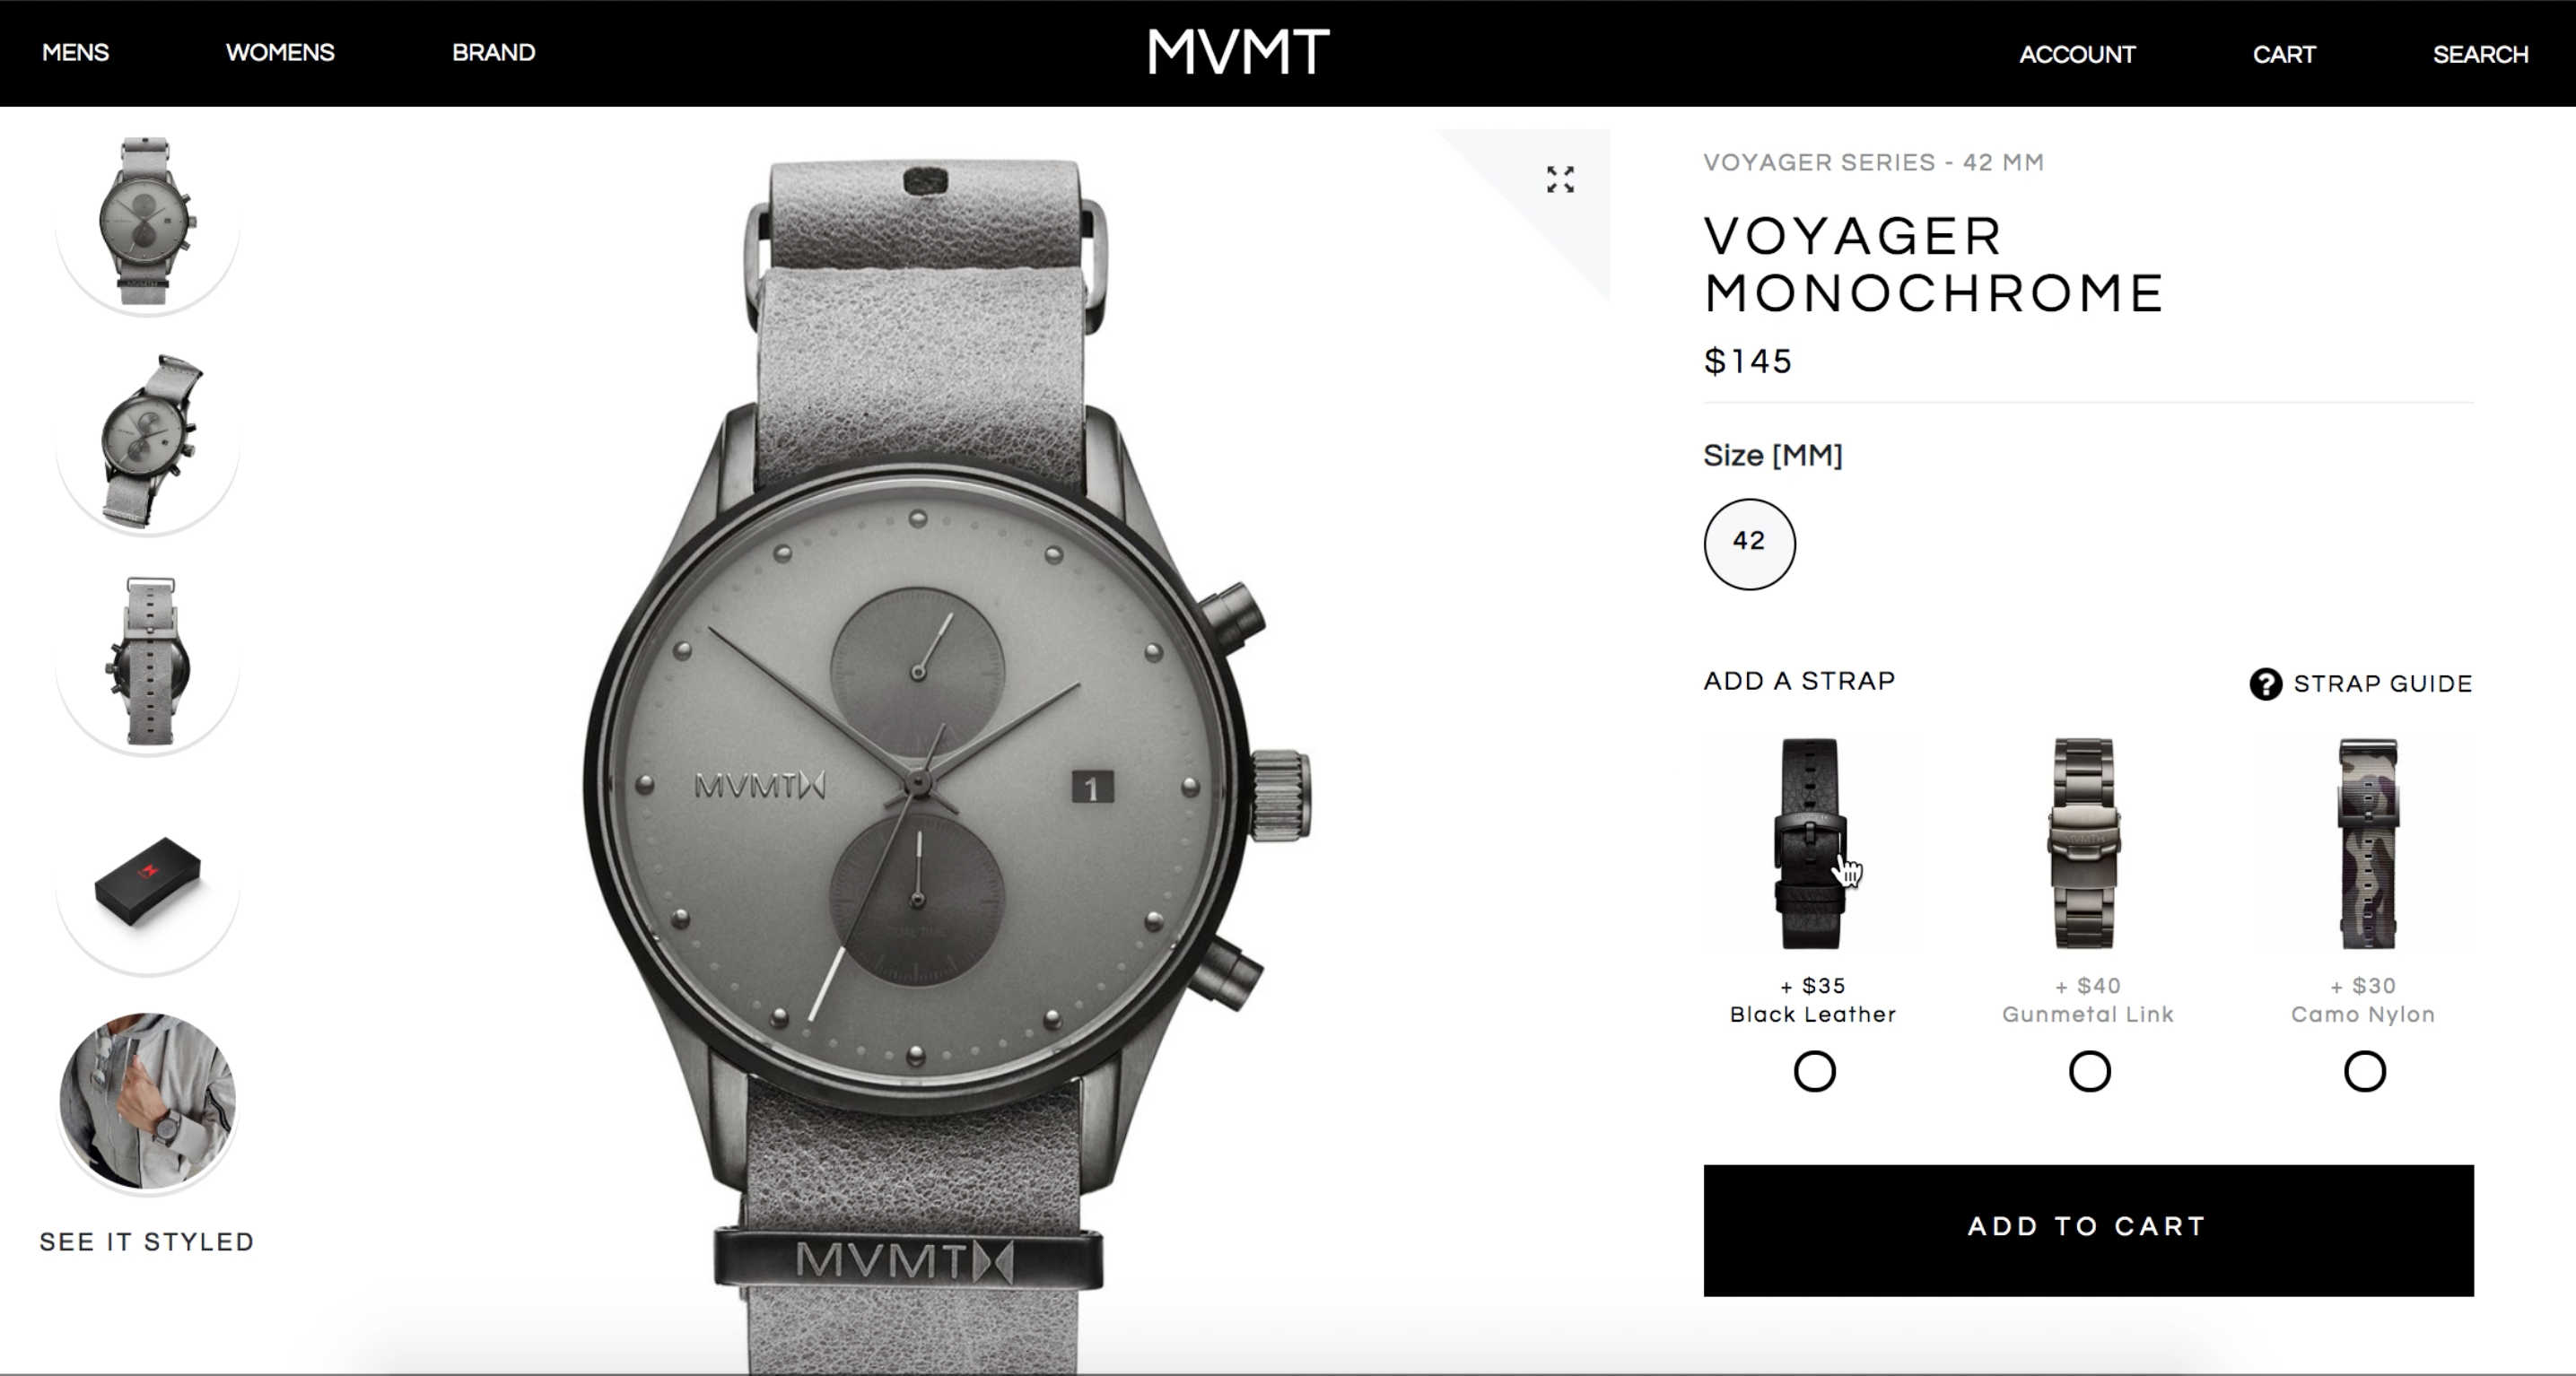 MENS
WOMENS
BRAND
MVMT
ACCOUNT
CART
SEARCH
VOYAGER SERIES - 42 MM
VOYAGER
MONOCHROME
$145
Size [MM]
42
ADD A STRAP
? STRAP GUIDE
MVMT
1
DUAL TIME
MVMT
+ $35
Black Leather
+ $40
Gunmetal Link
+ $30
Camo Nylon
ADD TO CART
SEE IT STYLED